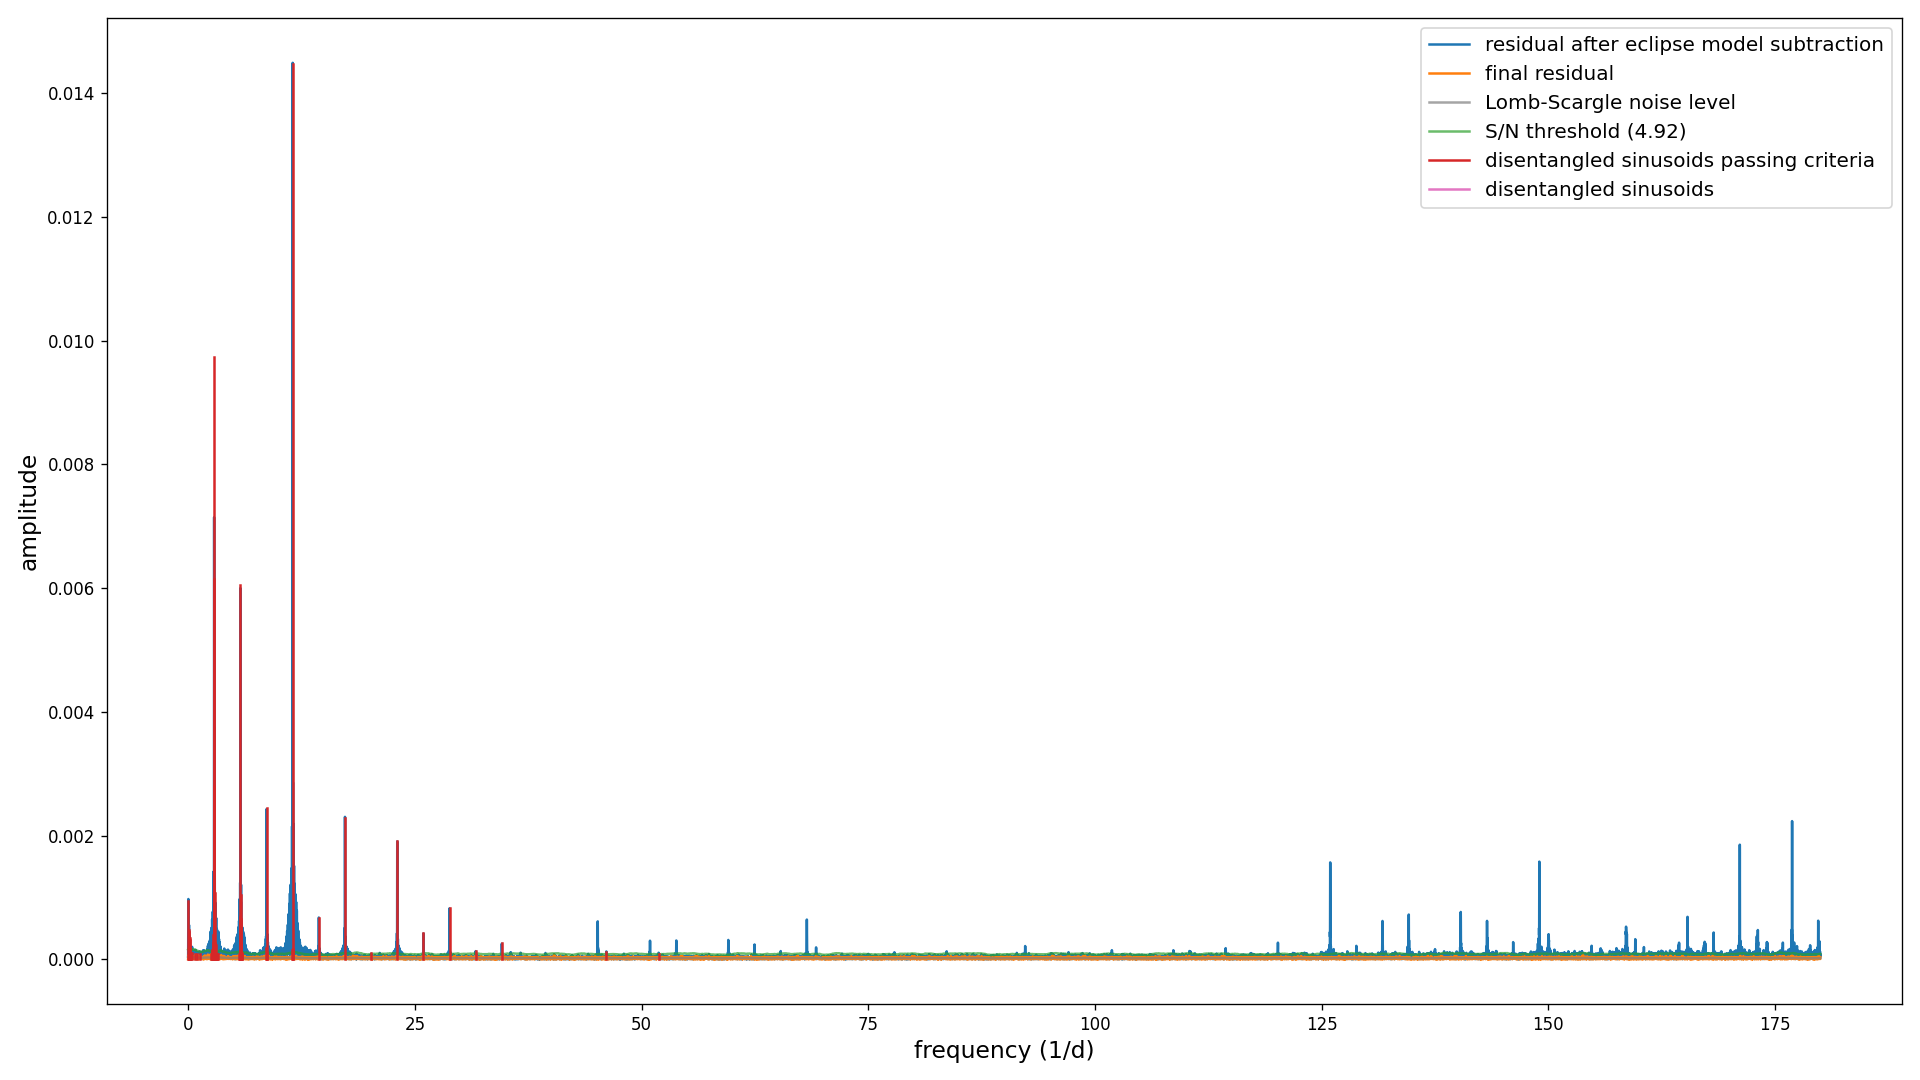 residual after eclipse model subtraction
final residual
Lomb-Scargle noise level
S/N threshold (4.92)
disentangled sinusoids passing criteria
disentangled sinusoids
0.014
0.012
0.010
0.008
0.006
0.004
0.002
0.000
amplitude
0 25 50 75 100 125 150 175
frequency (1/d)